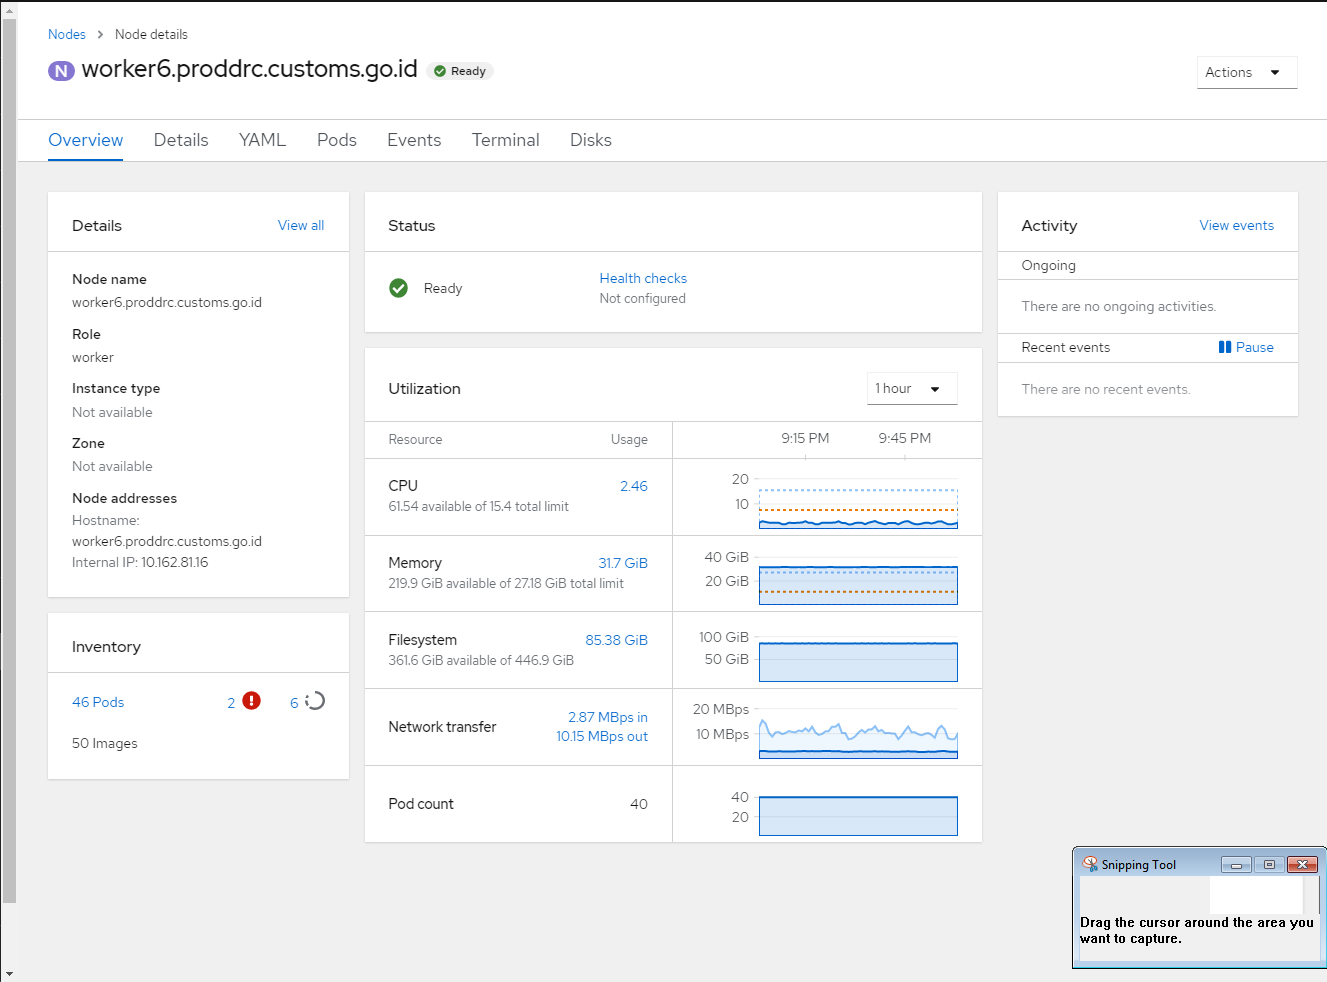 Nodes > Node details
N worker6.proddrc.customs.go.id Ready
Actions
Overview Details YAML Pods Events Terminal Disks
Details View all
Node name
worker6.proddrc.customs.go.id
Role
worker
Instance type
Not available
Zone
Not available
Node addresses
Hostname:
worker6.proddrc.customs.go.id
Internal IP: 10.162.81.16
Inventory
46 Pods 2 6
50 Images
Status
Ready
Health checks
Not configured
Utilization 1 hour
Resource Usage 9:15 PM 9:45 PM
CPU 2.46
61.54 available of 15.4 total limit
20
10
Memory 31.7 GiB
219.9 GiB available of 27.18 GiB total limit
40 GiB
20 GiB
Filesystem 85.38 GiB
361.6 GiB available of 446.9 GiB
100 GiB
50 GiB
Network transfer 2.87 MBps in
10.15 MBps out
20 MBps
10 MBps
Pod count 40
40
20
Activity View events
Ongoing
There are no ongoing activities.
Recent events Pause
There are no recent events.
Snipping Tool
Drag the cursor around the area you
want to capture.